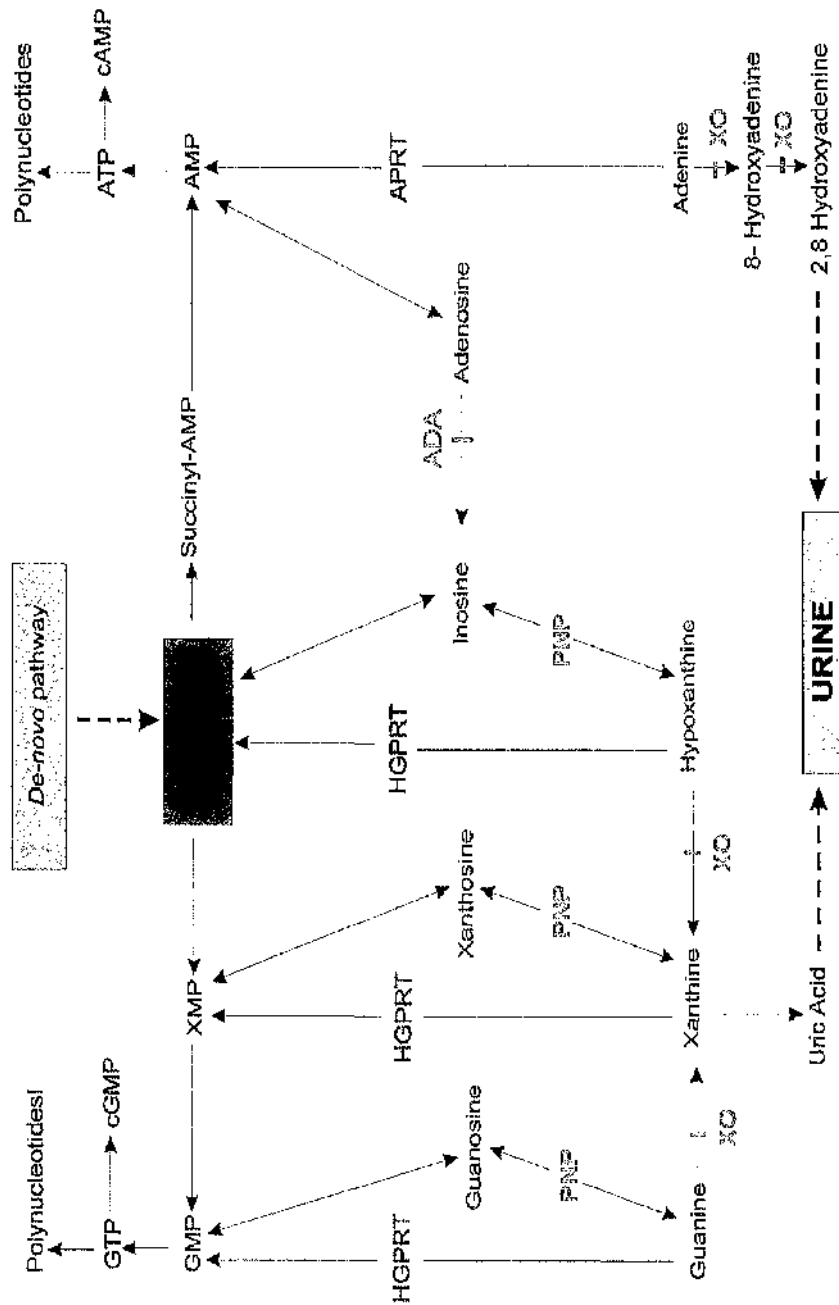 De-novo pathway
Polynucleotides!
GTP
cGMP
Polynucleotides
ATP
cAMP
GMP
XMP
Succinyl-AMP
AMP
HGPRT
HGPRT
HGPRT
APRT
Guanosine
Xanthosine
Inosine
ADA
Adenosine
PNP
PNP
PNP
Guanine
XO
Xanthine
XO
Hypoxanthine
Adenine
XO
8- Hydroxyadenine
XO
Uric Acid
URINE
2,8 Hydroxyadenine